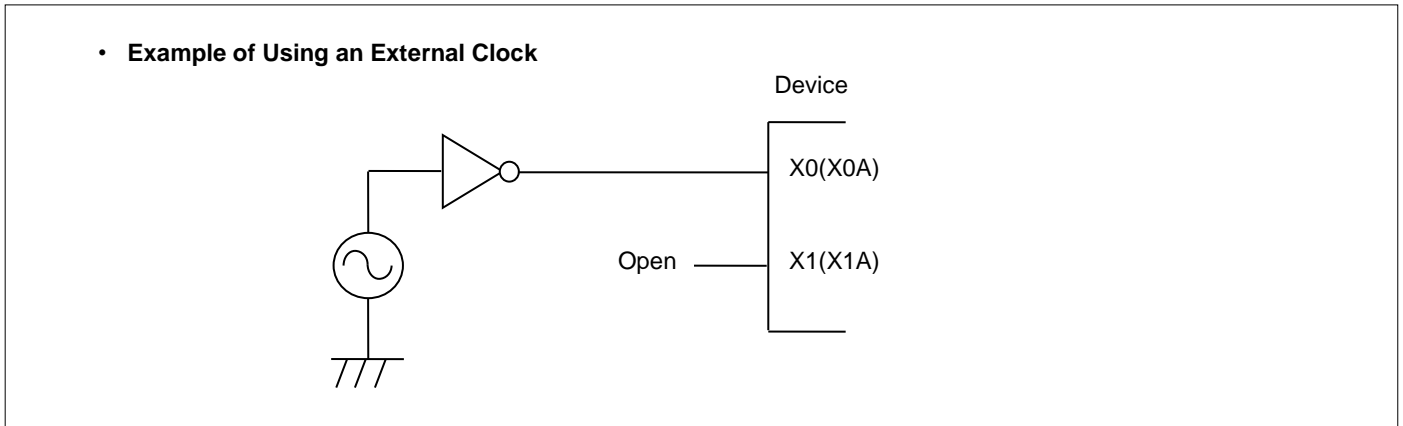 • Example of Using an External Clock
Device
X0(X0A)
Open X1(X1A)